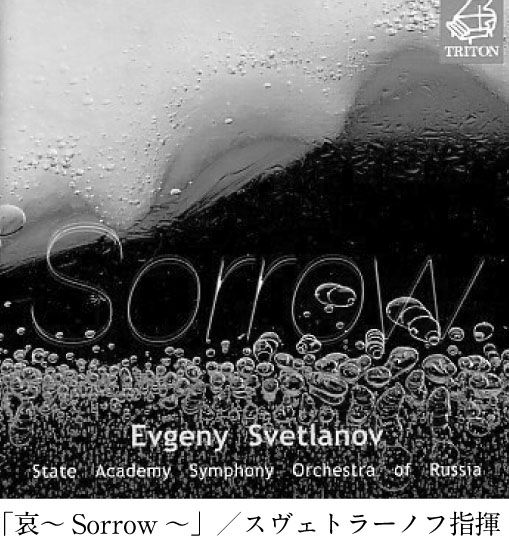 TRITON
Sorrow
Evgeny Svetlanov
State Academy Symphony Orchestra of Russia
「哀～Sorrow～」／スヴェトラーノフ指揮